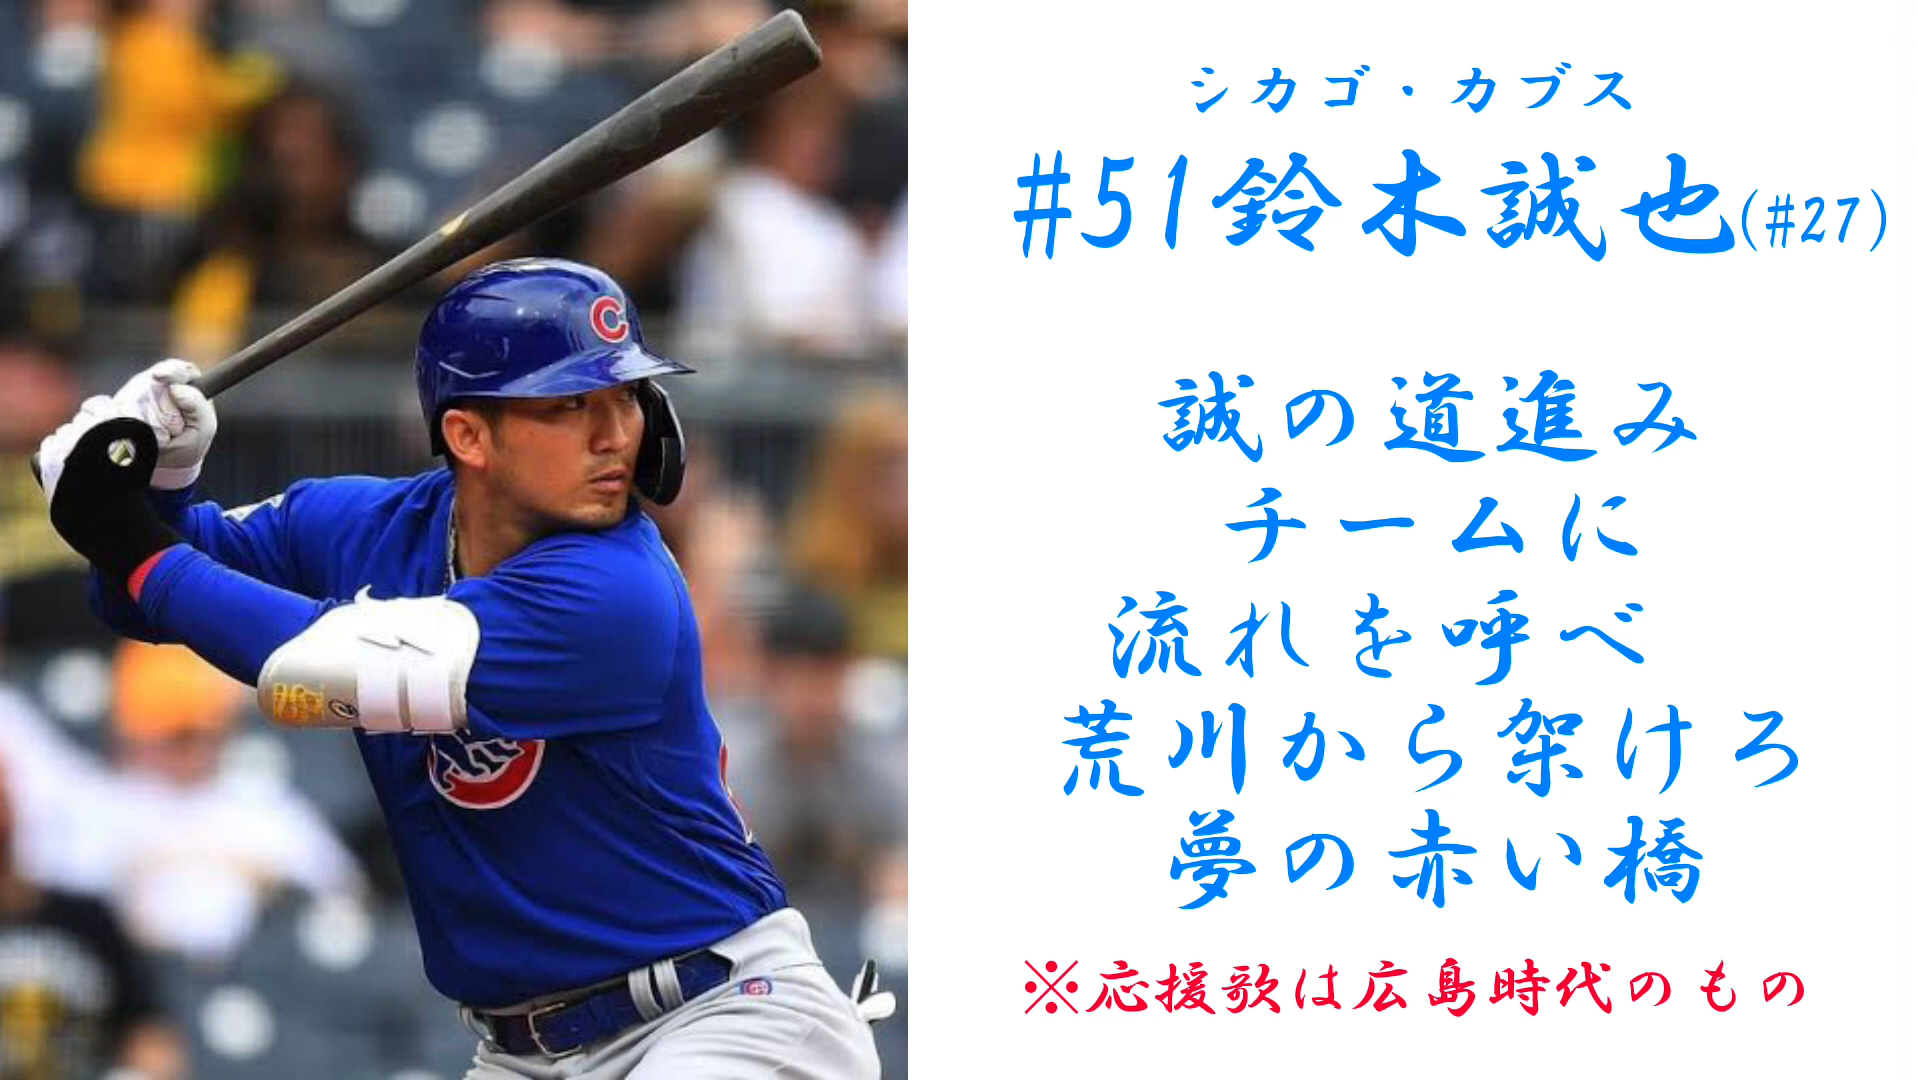 シカゴ・カブス
#51鈴木誠也(#27)
誠の道進み
チームに
流れを呼べ
荒川から架けろ
夢の赤い橋
※応援歌は広島時代のもの
C